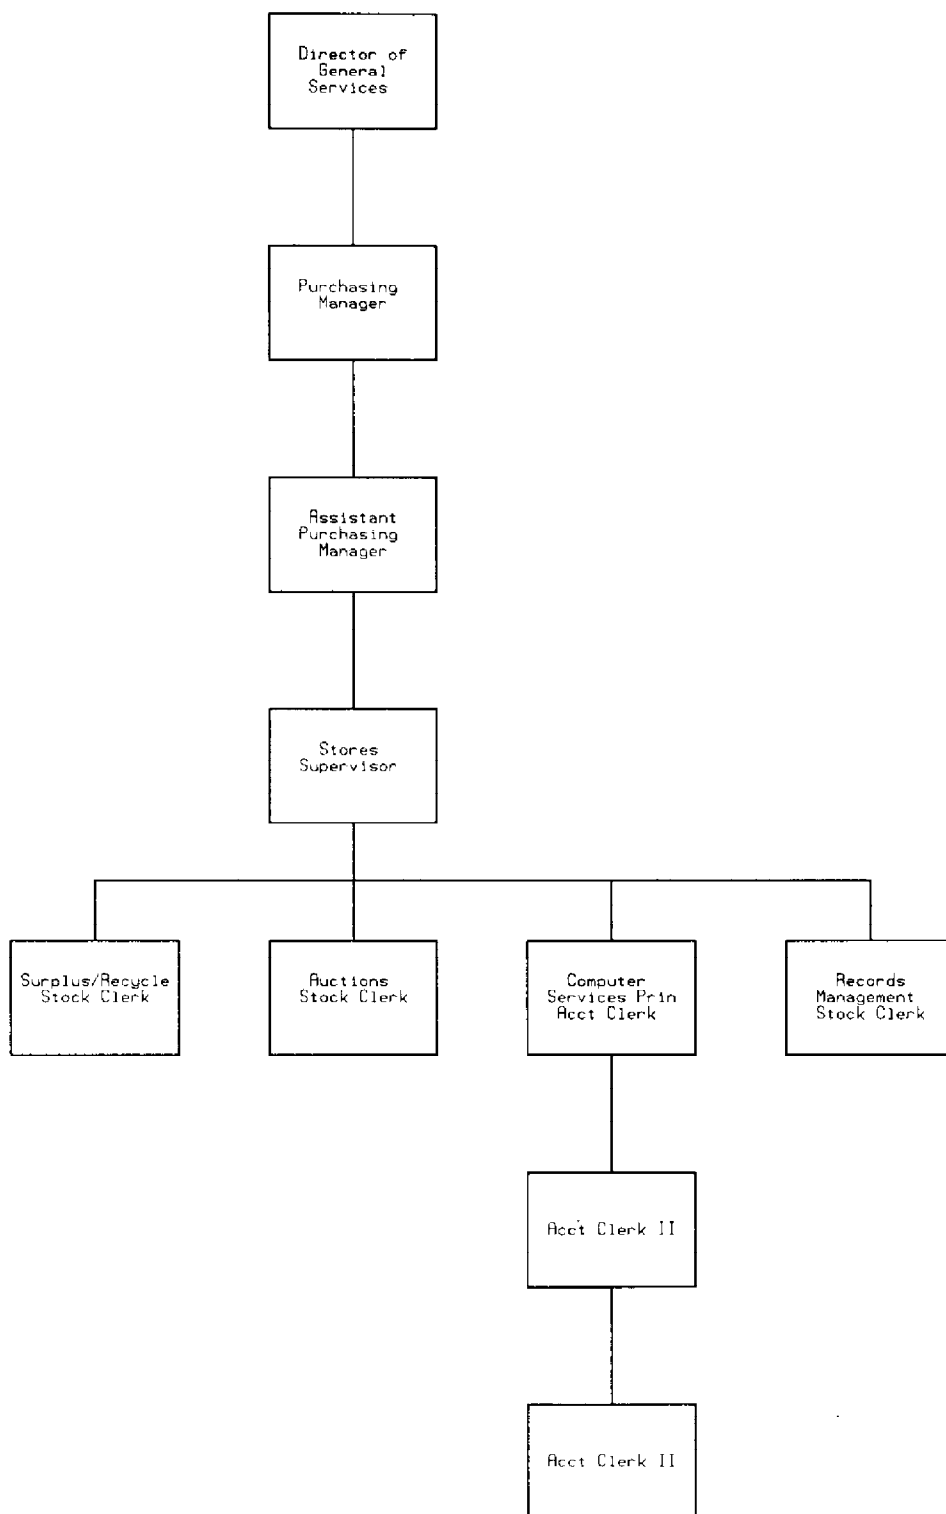 Director of
General
Services
Purchasing
Manager
Assistant
Purchasing
Manager
Stores
Supervisor
Surplus/Recycle
Stock Clerk
Auctions
Stock Clerk
Computer
Services Prin
Acct Clerk
Records
Management
Stock Clerk
Acct Clerk II
Acct Clerk II